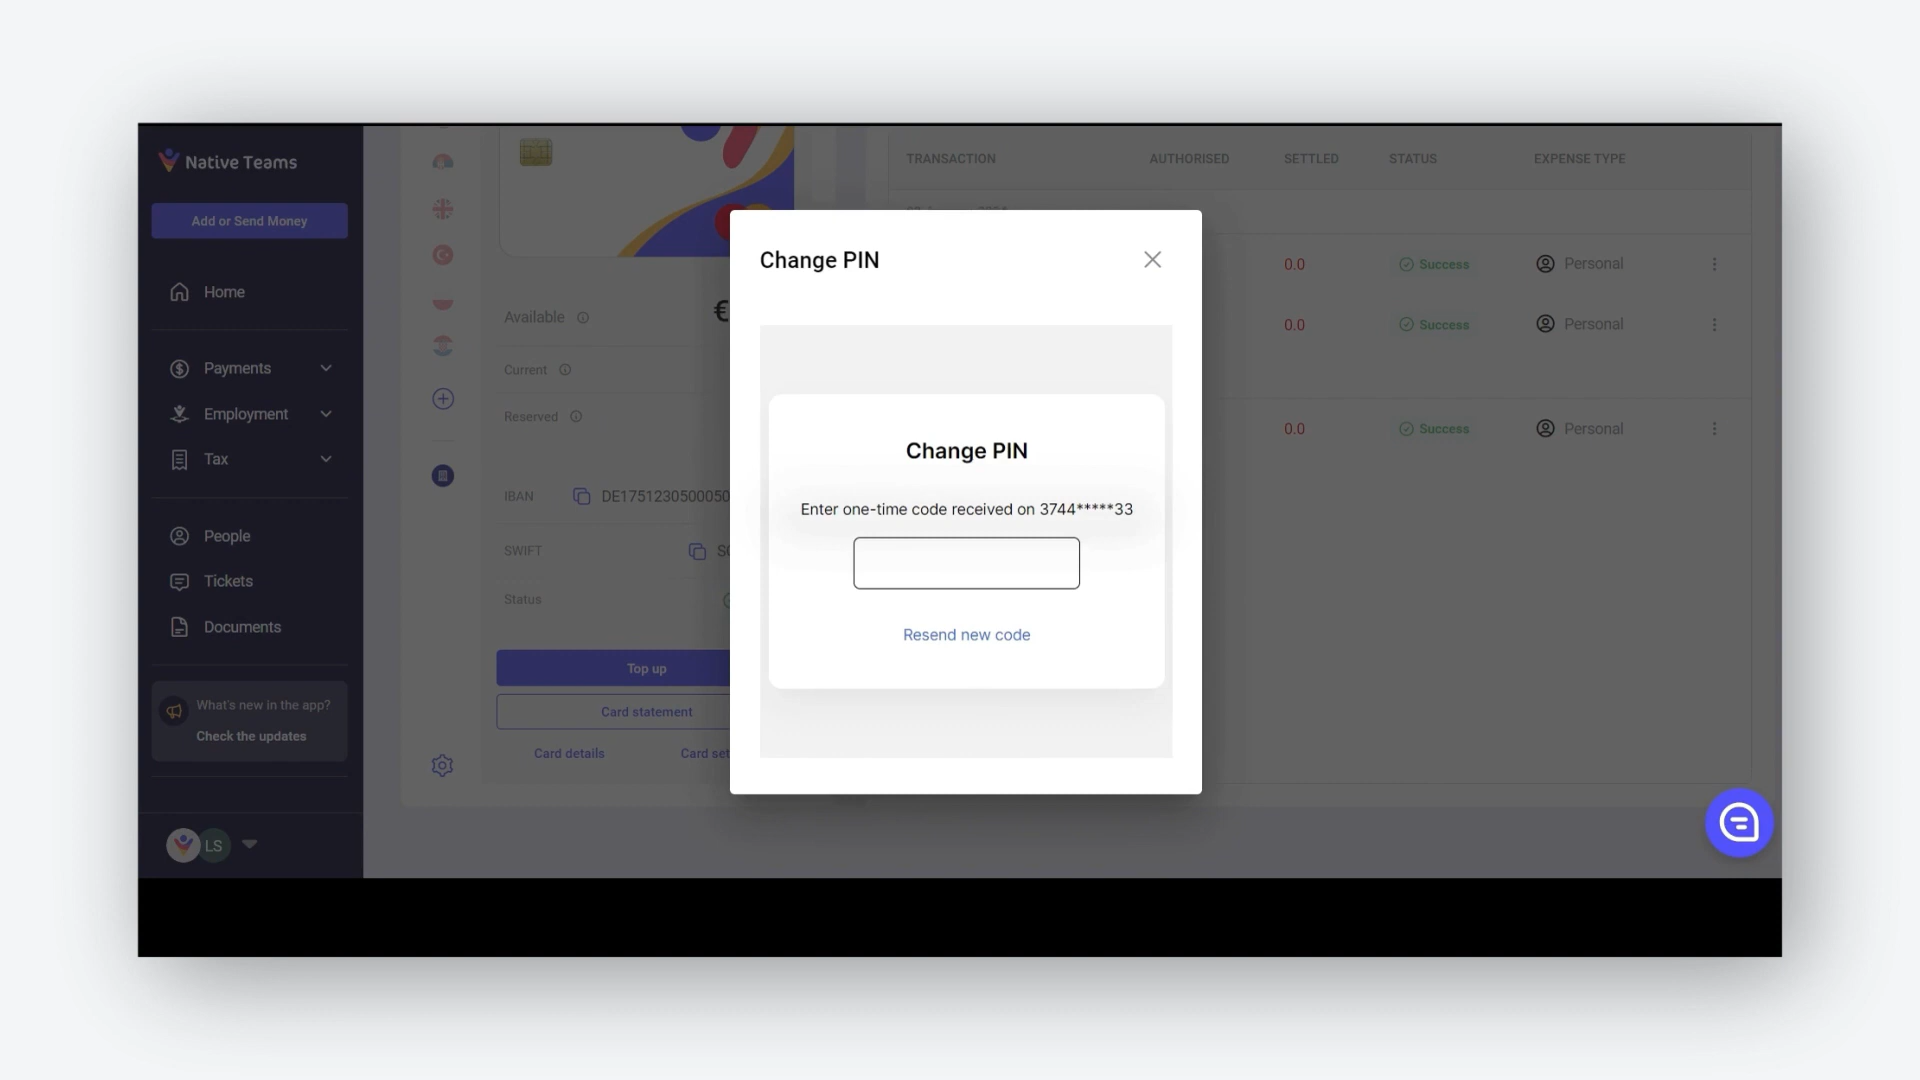 Native Teams
Add or Send Money
Home
Payments
Employment
Tax
People
Tickets
Documents
What's new in the app?
Check the updates
LS
Available
€
Current
Reserved
IBAN
DE1751230500050
SWIFT
Status
Top up
Card statement
Card details
Card set
TRANSACTION
AUTHORISED
SETTLED
STATUS
EXPENSE TYPE
0.0
Success
Personal
0.0
Success
Personal
0.0
Success
Personal
Change PIN
Change PIN
Enter one-time code received on 3744*****33
Resend new code